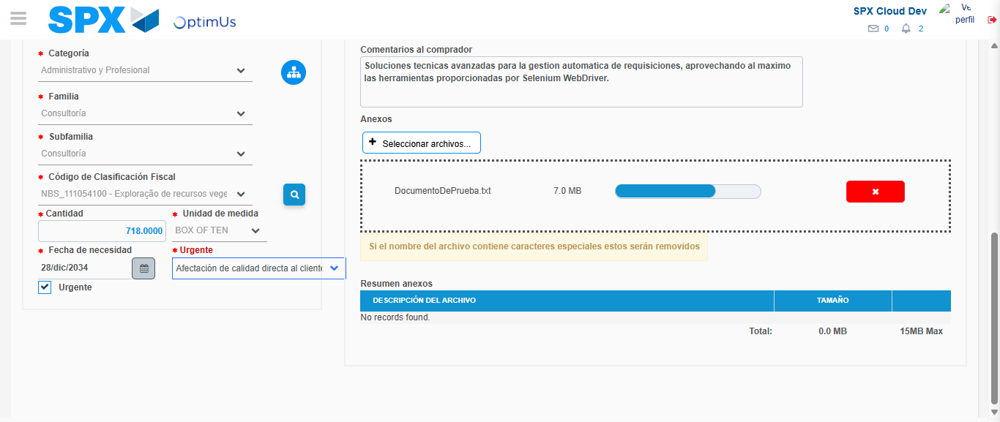 SPX
OptimUs
SPX Cloud Dev
0
2
Ve
perfil
* Categoría
Administrativo y Profesional
* Familia
Consultoría
* Subfamilia
Consultoría
* Código de Clasificación Fiscal
NBS_111054100 - Exploração de recursos vege
* Cantidad
* Unidad de medida
718.0000
BOX OF TEN
* Fecha de necesidad
* Urgente
28/dic/2034
Afectación de calidad directa al cliente
Urgente
Comentarios al comprador
Soluciones tecnicas avanzadas para la gestion automatica de requisiciones, aprovechando al maximo
las herramientas proporcionadas por Selenium WebDriver.
Anexos
+ Seleccionar archivos...
DocumentoDePrueba.txt
7.0 MB
Si el nombre del archivo contiene caracteres especiales estos serán removidos
Resumen anexos
DESCRIPCIÓN DEL ARCHIVO
TAMAÑO
No records found.
Total:
0.0 MB
15MB Max